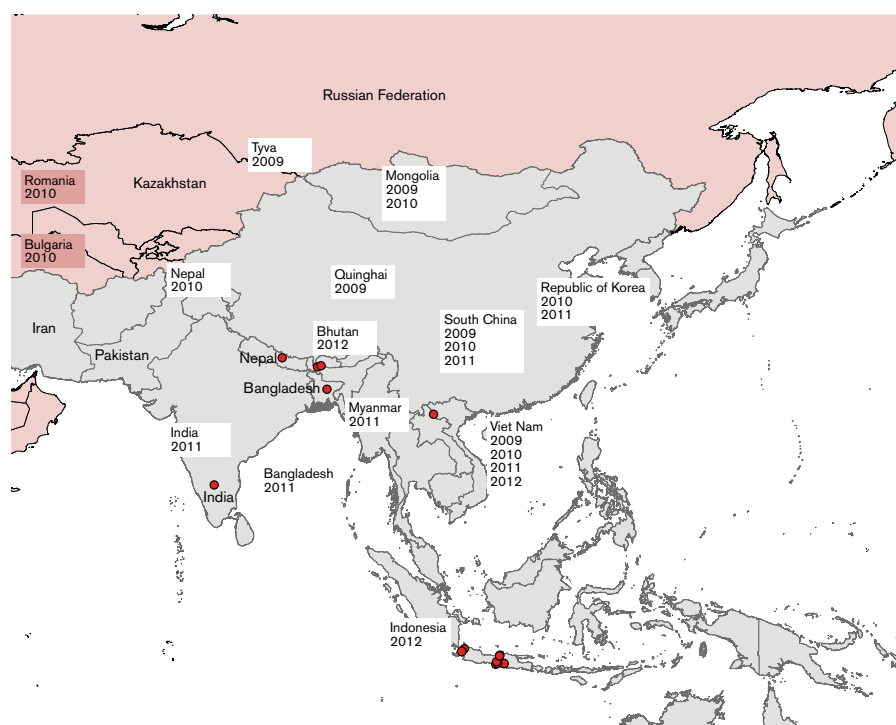 Russian Federation
Tyva
2009
Mongolia
2009
2010
Romania
2010
Kazakhstan
Bulgaria
2010
Nepal
2010
Quinghai
2009
Republic of Korea
2010
2011
Iran
Pakistan
Bhutan
2012
South China
2009
2010
2011
Nepal
Bangladesh
Myanmar
2011
India
2011
Viet Nam
2009
2010
2011
2012
Bangladesh
2011
India
Indonesia
2012